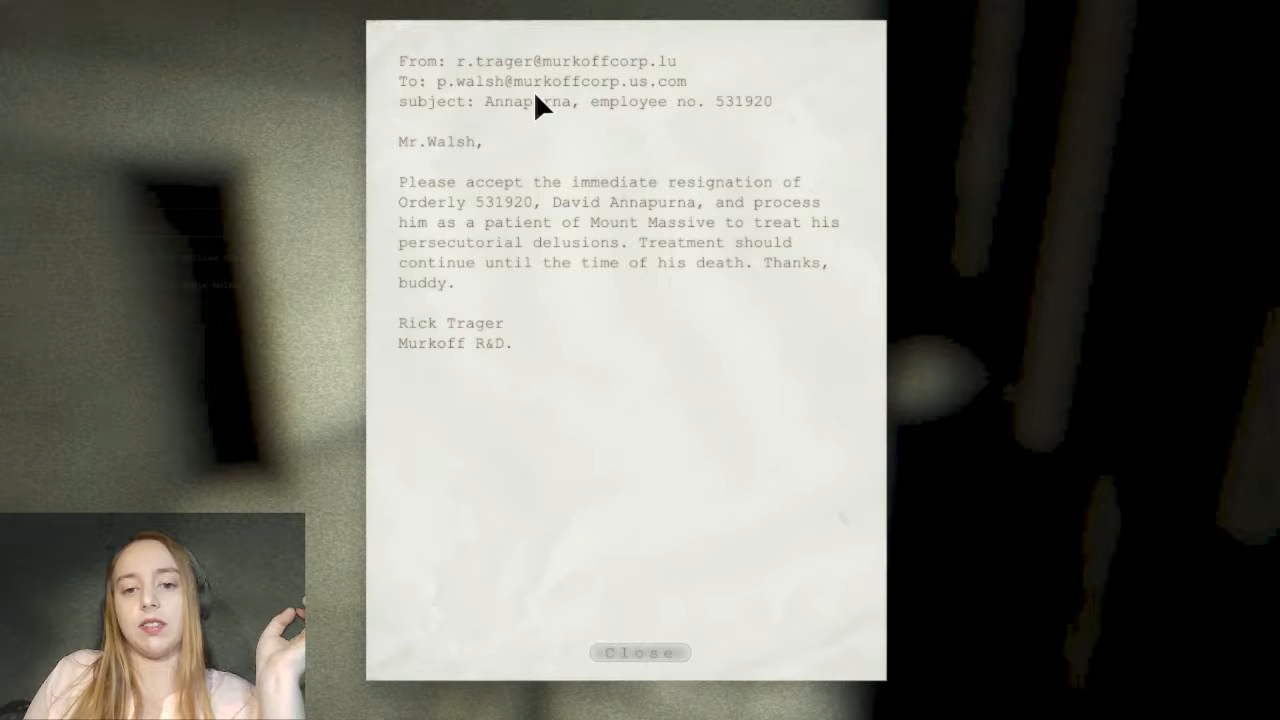 From: r.trager@murkoffcorp.lu
To: p.walsh@murkoffcorp.us.com
subject: Annapurna, employee no. 531920
Mr.Walsh,
Please accept the immediate resignation of
Orderly 531920, David Annapurna, and process
him as a patient of Mount Massive to treat his
persecutorial delusions. Treatment should
continue until the time of his death. Thanks,
buddy.
Rick Trager
Murkoff R&D.
Close